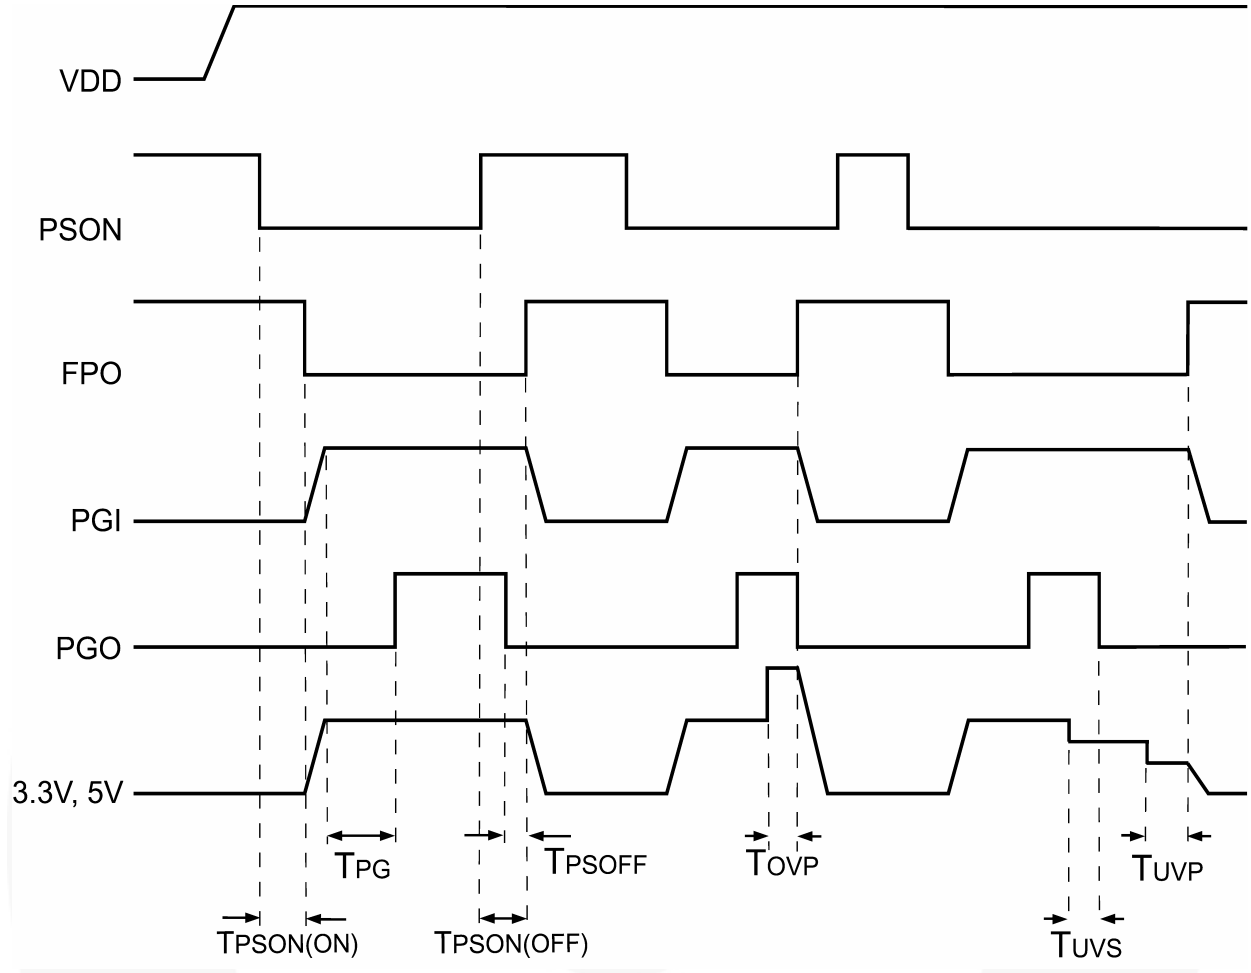 VDD
PSON
FPO
PGI
PGO
3.3V, 5V
TPG
TPSOFF
TOVP
TUVP
TPSON(ON)
TPSON(OFF)
TUVS